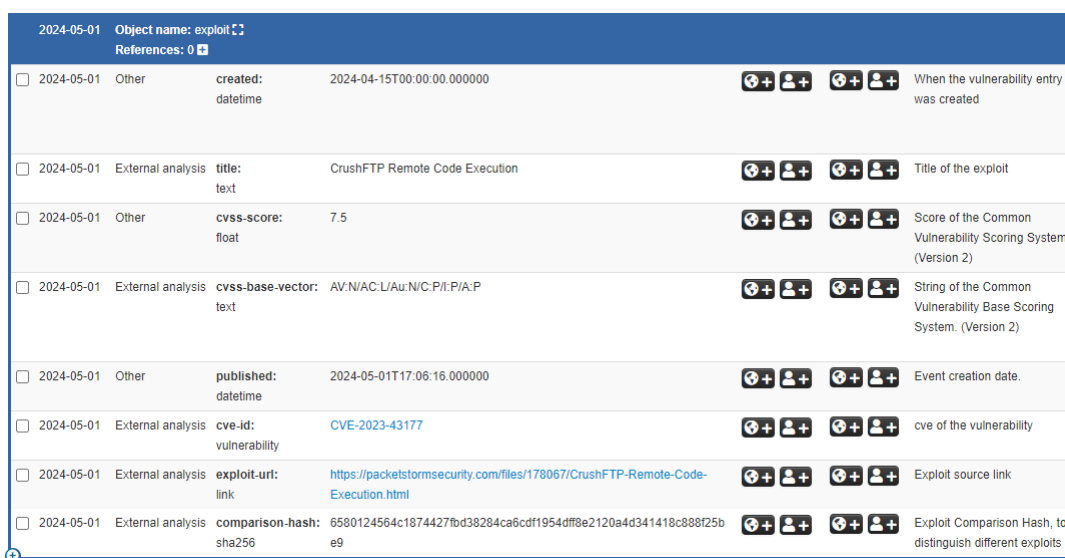 2024-05-01 Object name: exploit
References: 0
2024-05-01 Other created: 2024-04-15T00:00:00.000000 When the vulnerability entry
datetime was created
2024-05-01 External analysis title: CrushFTP Remote Code Execution Title of the exploit
text
2024-05-01 Other cvss-score: 7.5 Score of the Common
float Vulnerability Scoring System
(Version 2)
2024-05-01 External analysis cvss-base-vector: AV:N/AC:L/Au:N/C:P/I:P/A:P String of the Common
text Vulnerability Base Scoring
System. (Version 2)
2024-05-01 Other published: 2024-05-01T17:06:16.000000 Event creation date.
datetime
2024-05-01 External analysis cve-id: CVE-2023-43177 cve of the vulnerability
vulnerability
2024-05-01 External analysis exploit-url: https://packetstormsecurity.com/files/178067/CrushFTP-Remote-Code- Exploit source link
link Execution.html
2024-05-01 External analysis comparison-hash: 6580124564c1874427fbd38284ca6cdf1954dff8e2120a4d341418c888f25b Exploit Comparison Hash, to
sha256 e9 distinguish different exploits